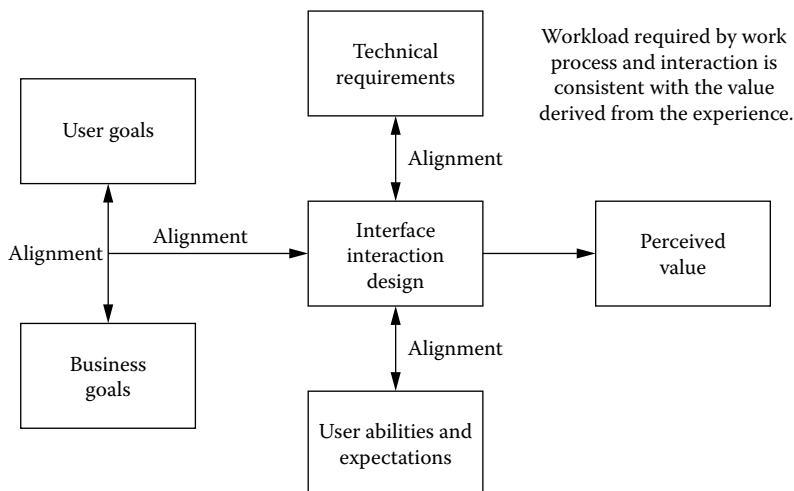 Technical
requirements
Workload required by work
process and interaction is
consistent with the value
derived from the experience.
User goals
Alignment
Alignment
Alignment
Interface
interaction
design
Perceived
value
Business
goals
Alignment
User abilities and
expectations